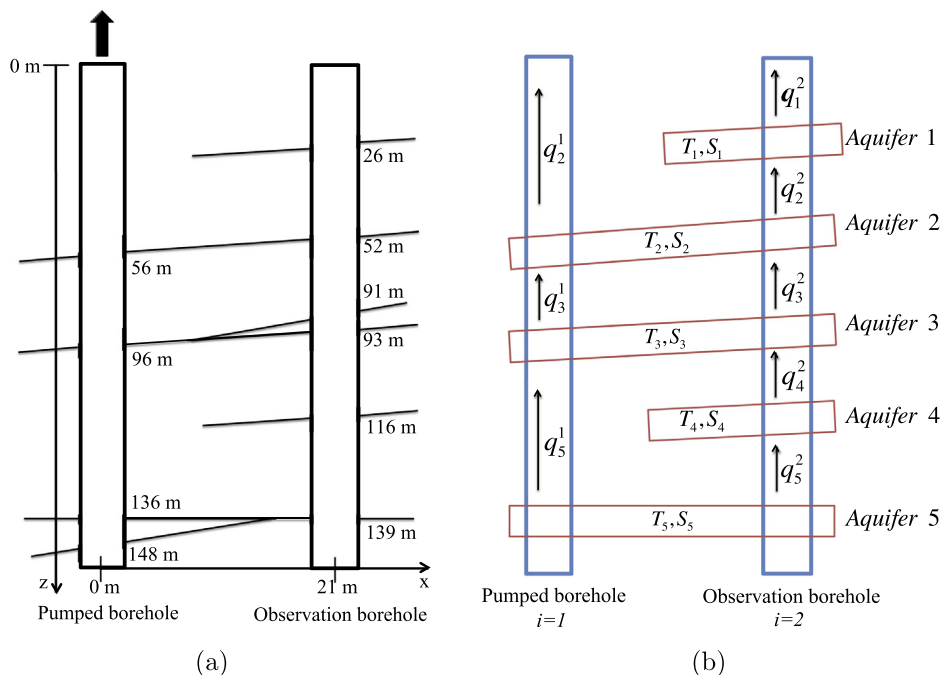 0 m
26 m
52 m
56 m
91 m
93 m
96 m
116 m
136 m
139 m
148 m
z
x
0 m
21 m
Pumped borehole
Observation borehole
(a)
q_1^2
Aquifer 1
T_1,S_1
q_2^1
q_2^2
Aquifer 2
T_2,S_2
q_3^1
q_3^2
Aquifer 3
T_3,S_3
q_4^2
Aquifer 4
T_4,S_4
q_5^1
q_5^2
T_5,S_5
Aquifer 5
Pumped borehole
i=1
Observation borehole
i=2
(b)